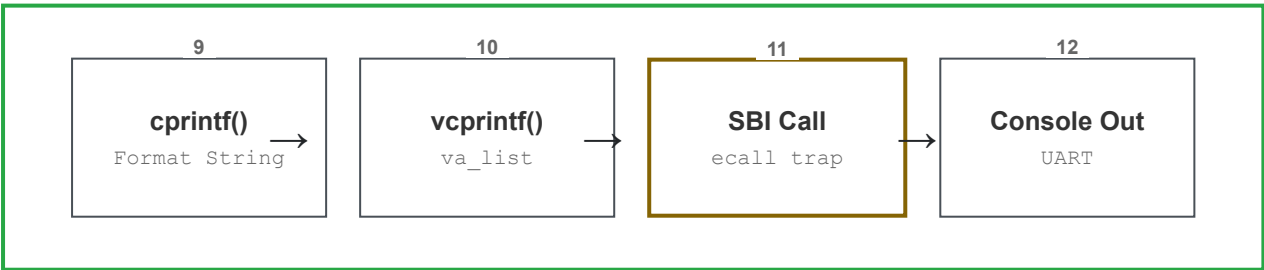 9
10
11
12
cprintf()
→
vcprintf()
→
SBI Call
→
Console Out
Format String
va_list
ecall trap
UART